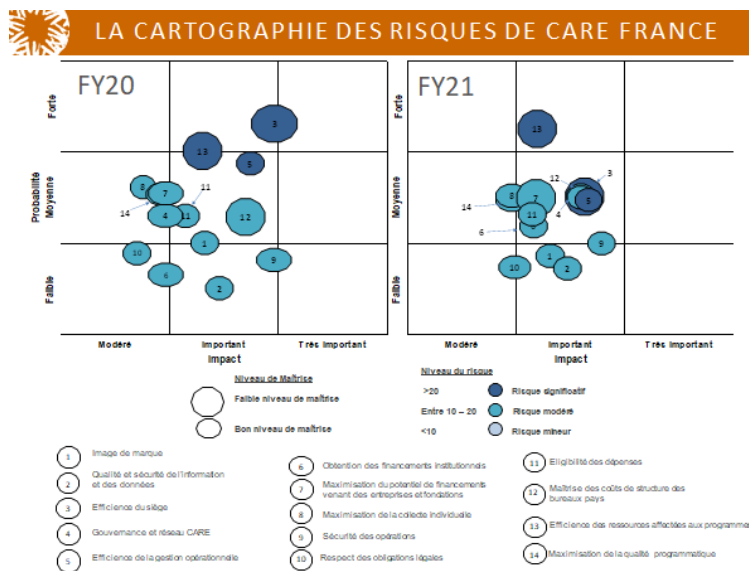 LA CARTOGRAPHIE DES RISQUES DE CARE FRANCE
FY20
FY21
Forte
Probabilité
Moyenne
Faible
3
13
5
8
7
11
14
4
11
12
10
1
6
9
2
Modéré
Important
Très Important
Impact
Forte
Moyenne
Faible
13
12
3
8
7
5
14
11
4
6
9
10
1
2
Modéré
Important
Très Important
Impact
Niveau de Maîtrise
Faible niveau de maîtrise
Bon niveau de maîtrise
Niveau du risque
>20 Risque significatif
Entre 10 – 20 Risque modéré
<10 Risque mineur
1 Image de marque
2 Qualité et sécurité de l'information
et des données
3 Efficience du siège
4 Gouvernance et réseau CARE
5 Efficience de la gestion opérationnelle
6 Obtention des financements institutionnels
7 Maximisation du potentiel de financements
venant des entreprises et fondations
8 Maximisation de la collecte individuelle
9 Sécurité des opérations
10 Respect des obligations légales
11 Eligibilité des dépenses
12 Maîtrise des coûts de structure des
bureaux pays
13 Efficience des ressources affectées aux programme
14 Maximisation de la qualité programmatique